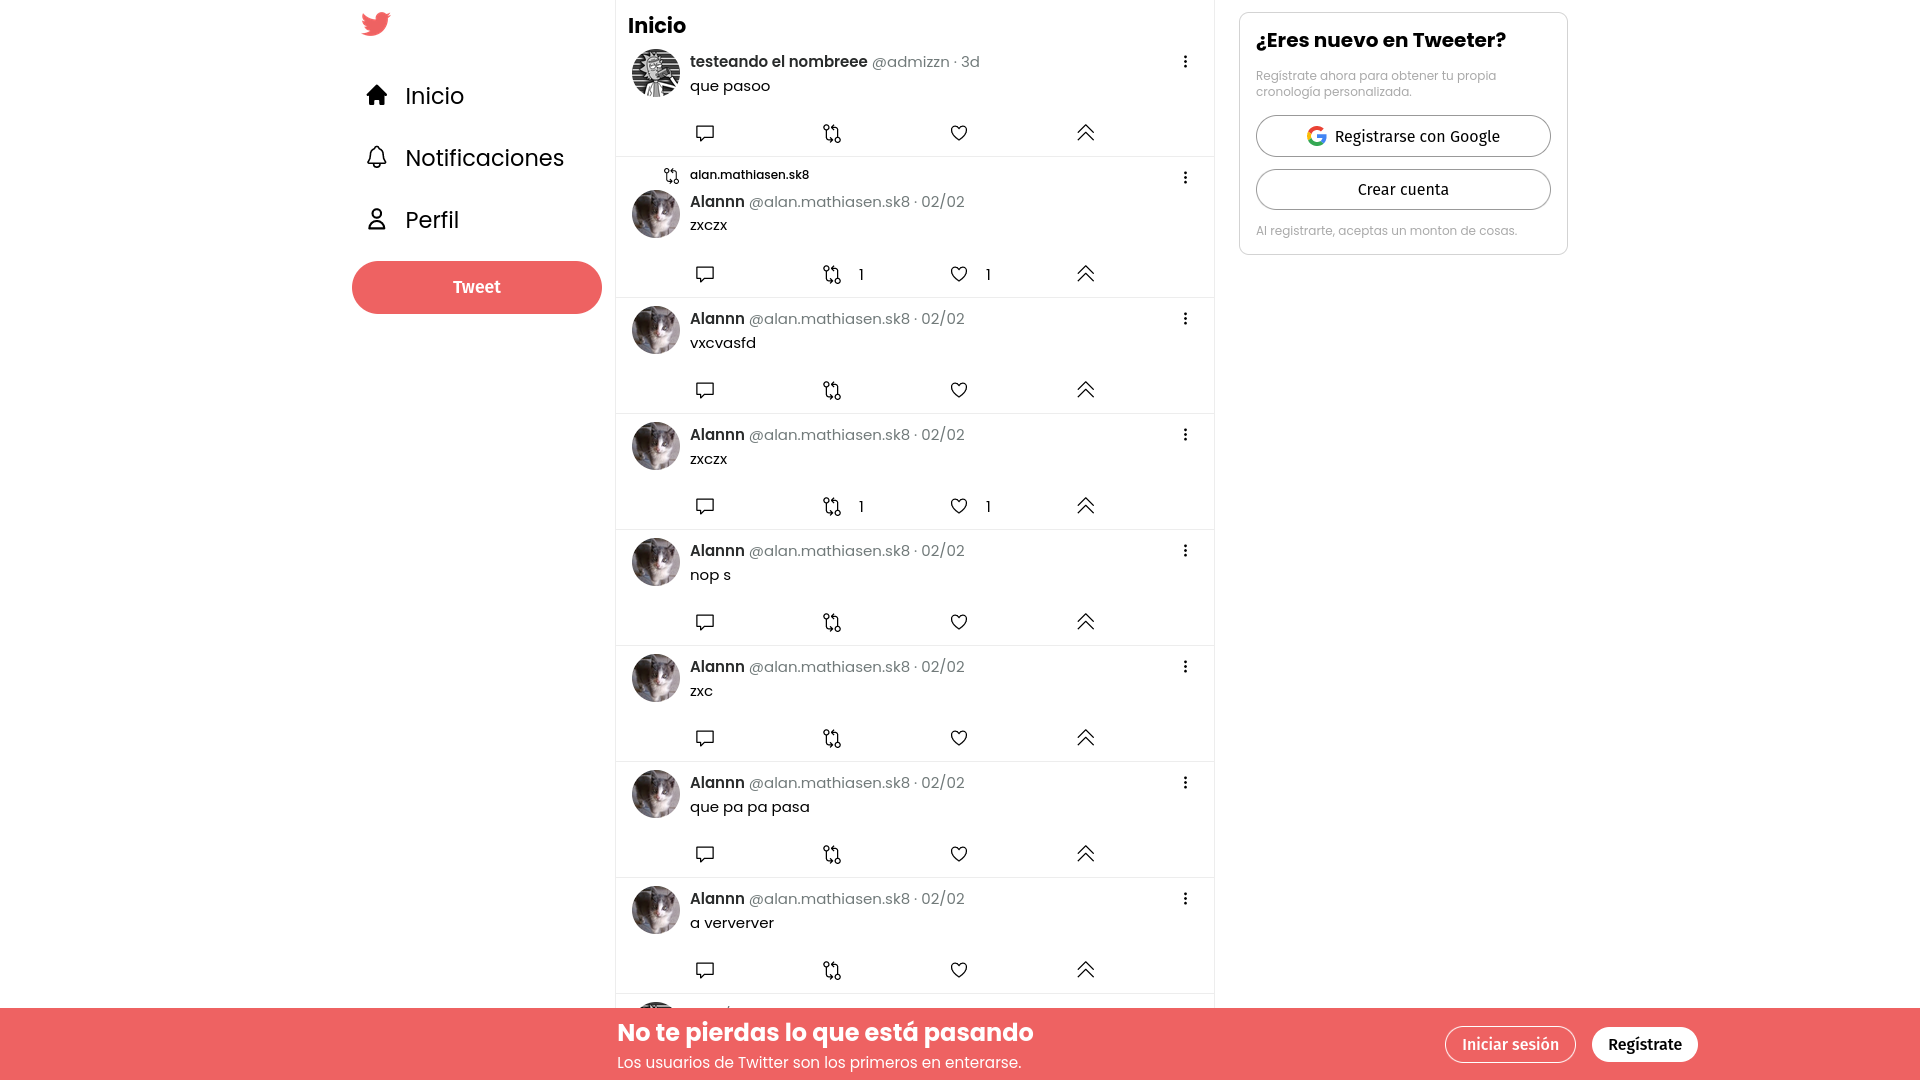 Inicio
Notificaciones
Perfil
Tweet
Inicio
testeando el nombreee @admizzn · 3d
que pasoo
alan.mathiasen.sk8
Alannn @alan.mathiasen.sk8 · 02/02
zxczx
1 1
Alannn @alan.mathiasen.sk8 · 02/02
vxcvasfd
Alannn @alan.mathiasen.sk8 · 02/02
zxczx
1 1
Alannn @alan.mathiasen.sk8 · 02/02
nop s
Alannn @alan.mathiasen.sk8 · 02/02
zxc
Alannn @alan.mathiasen.sk8 · 02/02
que pa pa pasa
Alannn @alan.mathiasen.sk8 · 02/02
a ververver
¿Eres nuevo en Tweeter?
Regístrate ahora para obtener tu propia
cronología personalizada.
Registrarse con Google
Crear cuenta
Al registrarte, aceptas un monton de cosas.
No te pierdas lo que está pasando
Los usuarios de Twitter son los primeros en enterarse.
Iniciar sesión
Regístrate